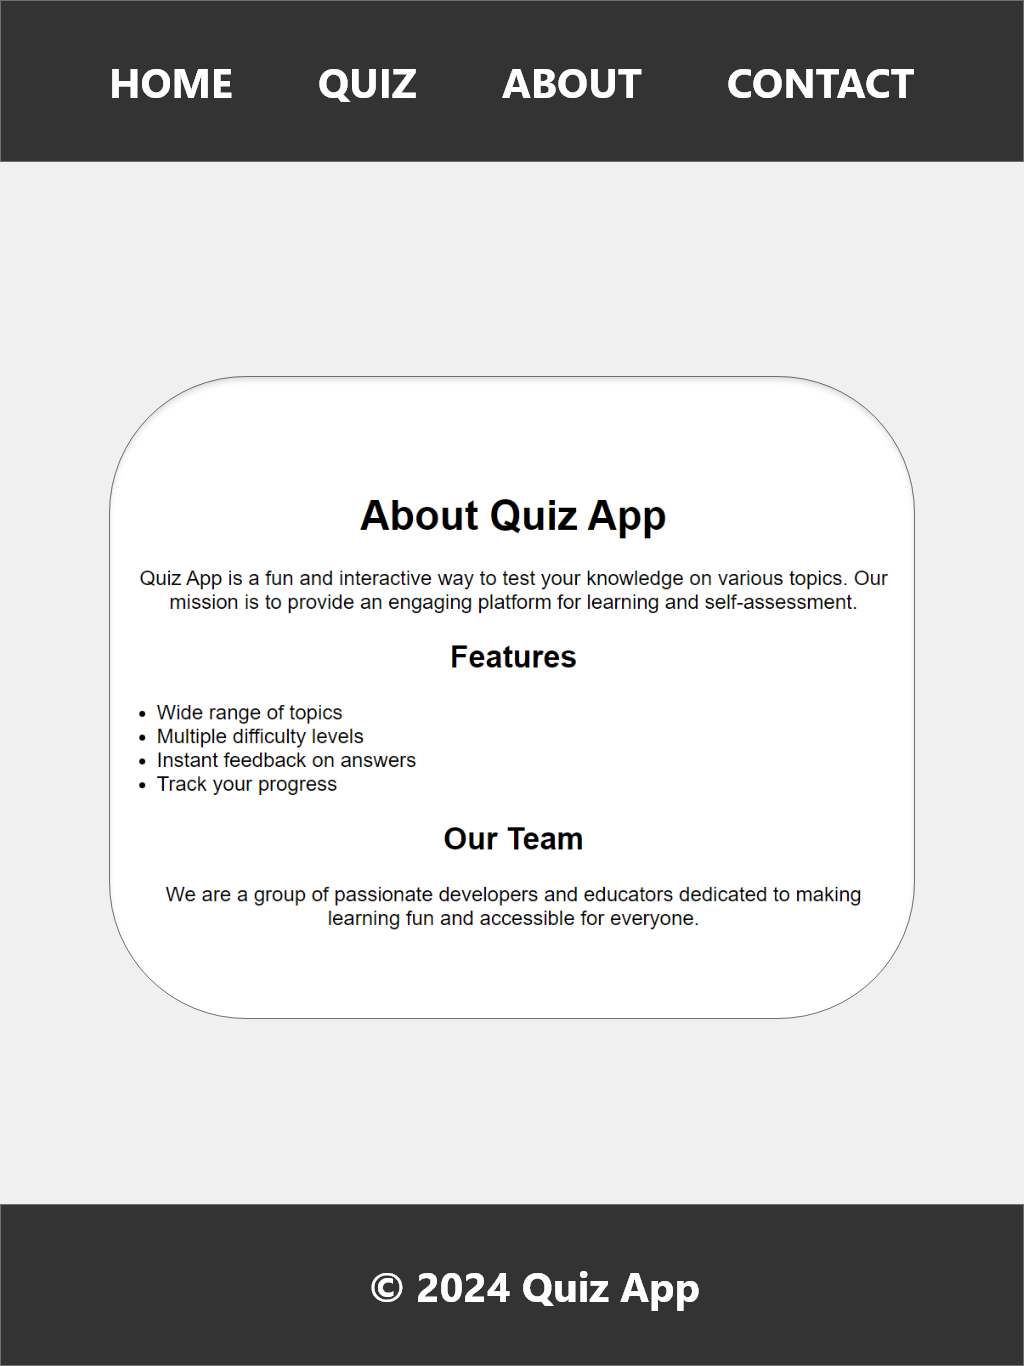 HOME QUIZ ABOUT CONTACT
About Quiz App
Quiz App is a fun and interactive way to test your knowledge on various topics. Our
mission is to provide an engaging platform for learning and self-assessment.
Features
• Wide range of topics
• Multiple difficulty levels
• Instant feedback on answers
• Track your progress
Our Team
We are a group of passionate developers and educators dedicated to making
learning fun and accessible for everyone.
© 2024 Quiz App